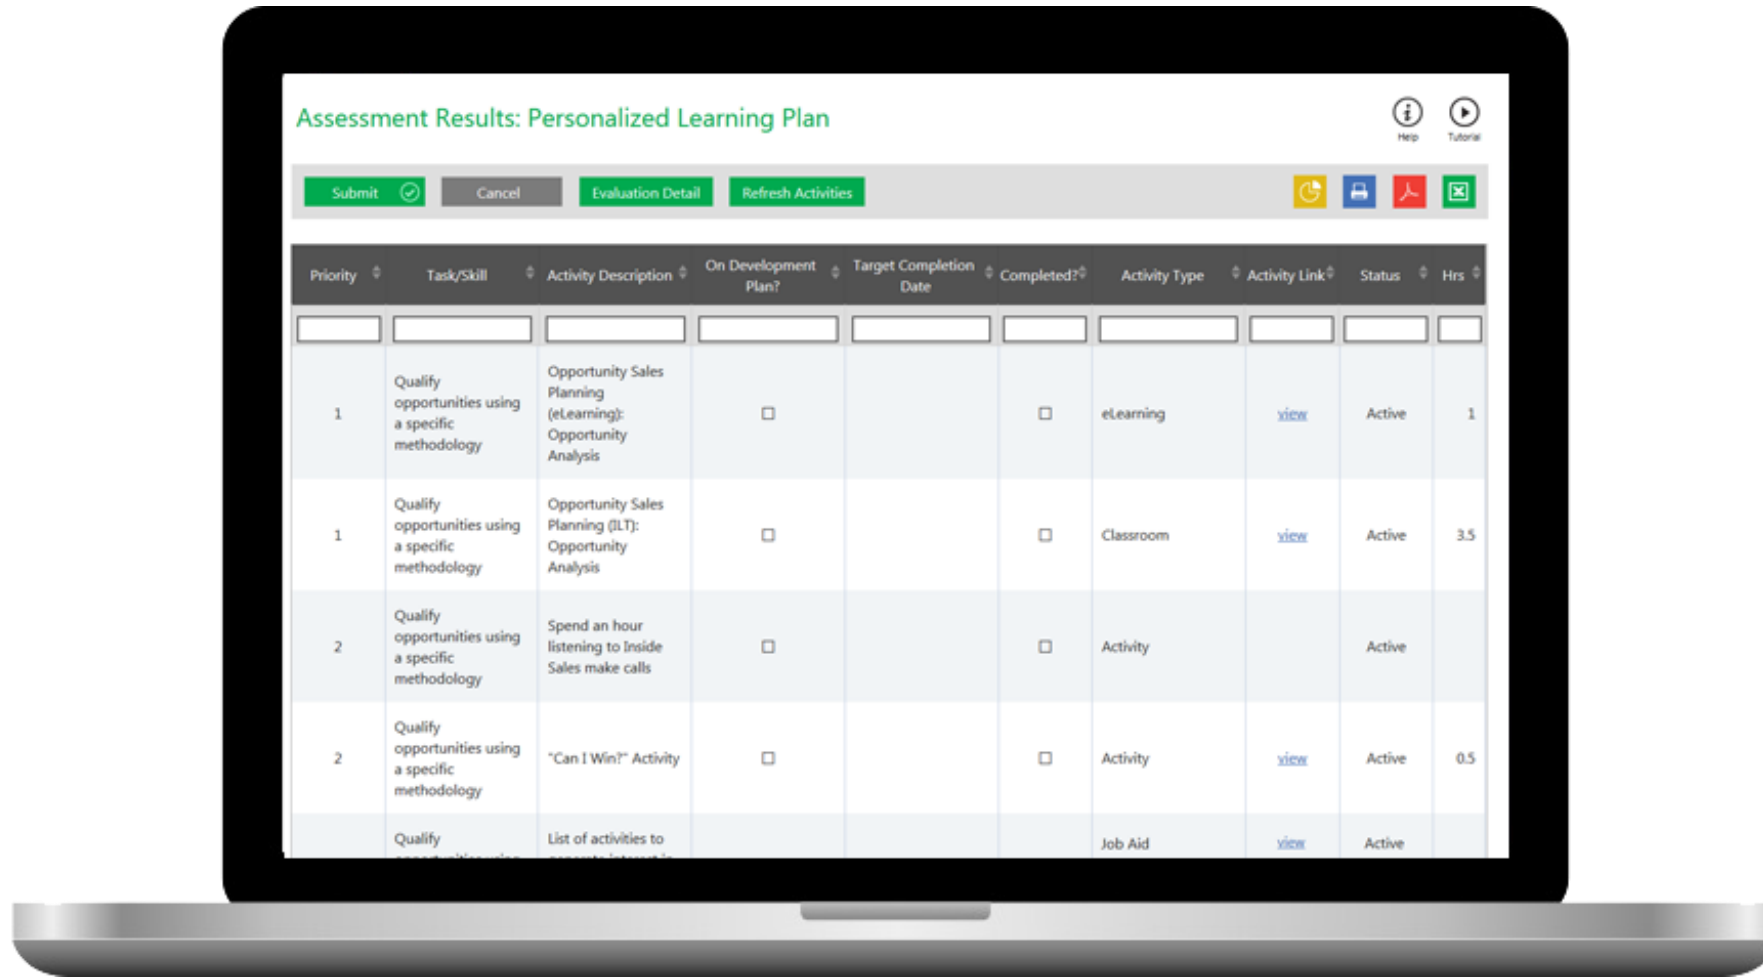 Assessment Results: Personalized Learning Plan
Help
Tutorial
Submit
Cancel
Evaluation Detail
Refresh Activities
Priority
Task/Skill
Activity Description
On Development
Plan?
Target Completion
Date
Completed?
Activity Type
Activity Link
Status
Hrs
1
Qualify
opportunities using
a specific
methodology
Opportunity Sales
Planning
(eLearning):
Opportunity
Analysis
eLearning
view
Active
1
1
Qualify
opportunities using
a specific
methodology
Opportunity Sales
Planning (ILT):
Opportunity
Analysis
Classroom
view
Active
3.5
2
Qualify
opportunities using
a specific
methodology
Spend an hour
listening to Inside
Sales make calls
Activity
Active
2
Qualify
opportunities using
a specific
methodology
"Can I Win?" Activity
Activity
view
Active
0.5
Qualify
List of activities to
Job Aid
view
Active